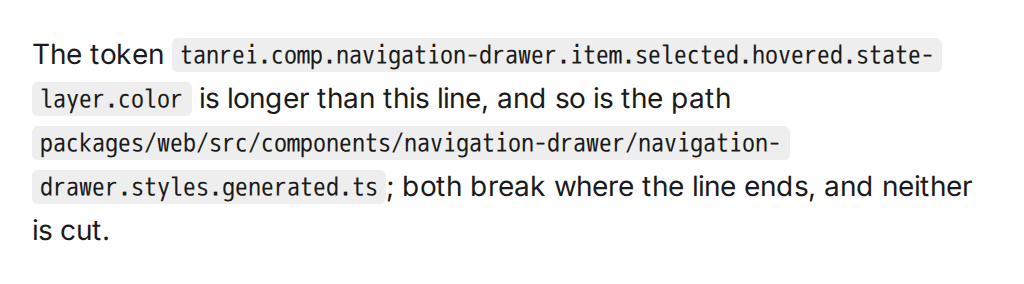 The token tanrei.comp.navigation-drawer.item.selected.hovered.state-
layer.color is longer than this line, and so is the path
packages/web/src/components/navigation-drawer/navigation-
drawer.styles.generated.ts; both break where the line ends, and neither
is cut.